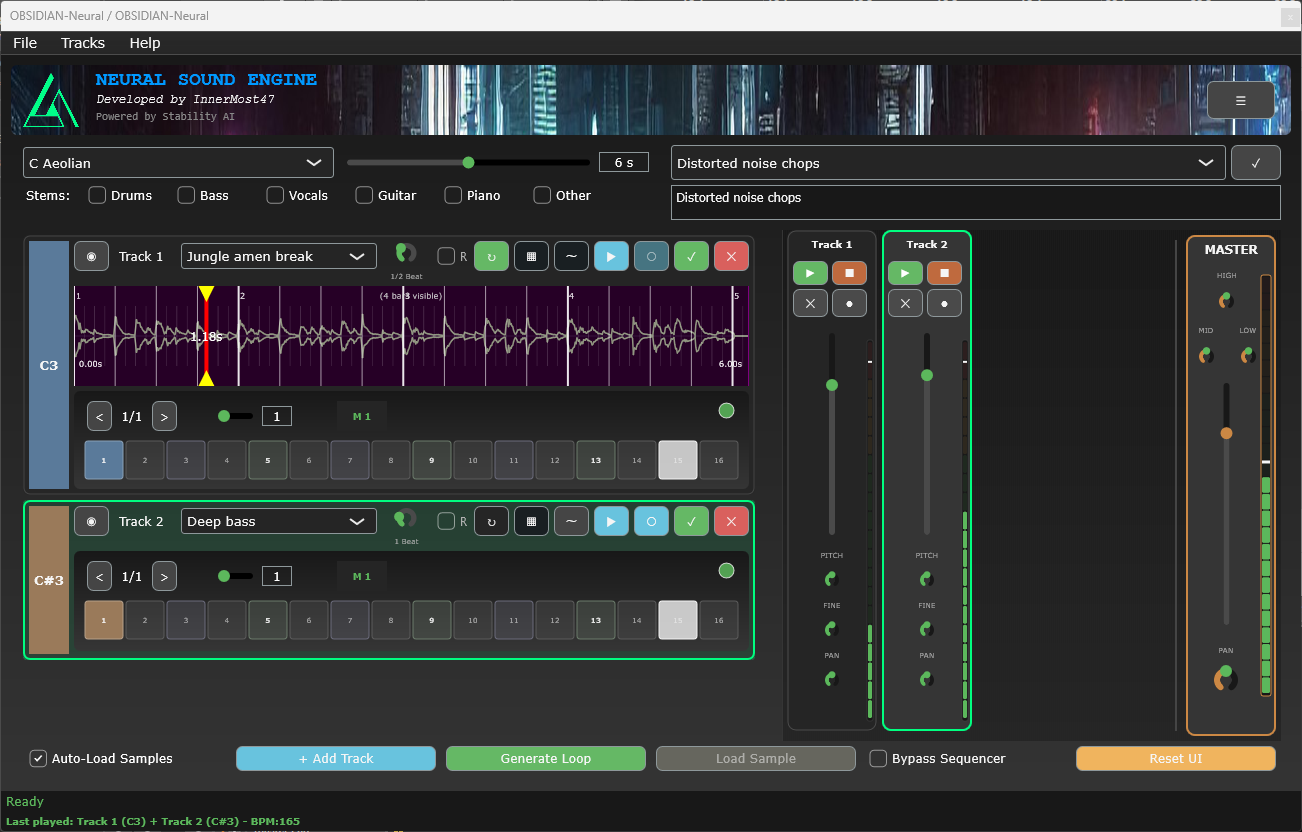 OBSIDIAN-Neural / OBSIDIAN-Neural
File Tracks Help
NEURAL SOUND ENGINE
Developed by InnerMost47
Powered by Stability AI
C Aeolian
6 s
Distorted noise chops
Stems: Drums Bass Vocals Guitar Piano Other
Distorted noise chops
C3
Track 1
Jungle amen break
1/2 Beat
R
1 2 (4 bars visible) 3 4 5
1.18s
0.00s 6.00s
< 1/1 > 1 M 1
1 2 3 4 5 6 7 8 9 10 11 12 13 14 15 16
C#3
Track 2
Deep bass
1 Beat
R
< 1/1 > 1 M 1
1 2 3 4 5 6 7 8 9 10 11 12 13 14 15 16
Track 1
PITCH
FINE
PAN
Track 2
PITCH
FINE
PAN
MASTER
HIGH
MID LOW
PAN
Auto-Load Samples
+ Add Track
Generate Loop
Load Sample
Bypass Sequencer
Reset UI
Ready
Last played: Track 1 (C3) + Track 2 (C#3) - BPM:165